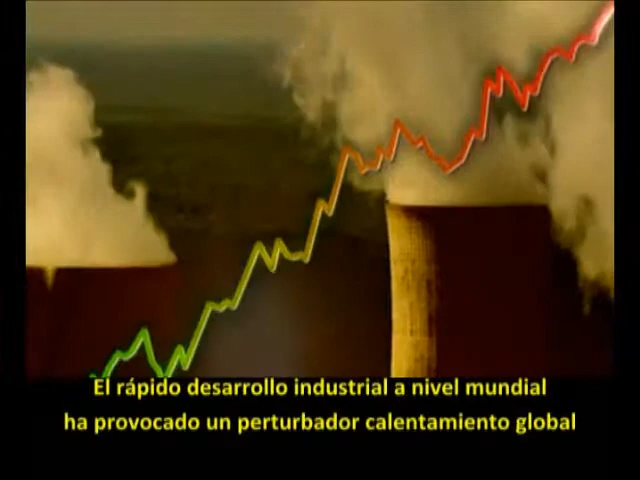 El rápido desarrollo industrial a nivel mundial
ha provocado un perturbador calentamiento global